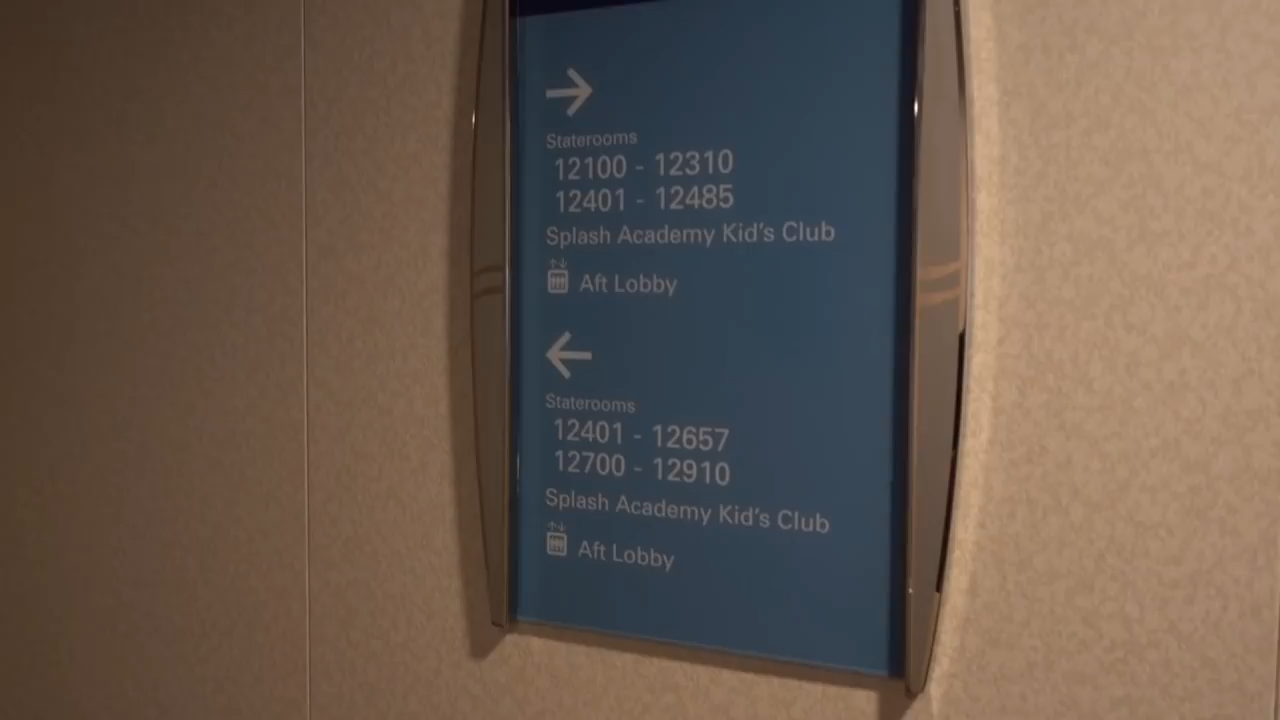 →
Staterooms
12100 - 12310
12401 - 12485
Splash Academy Kid's Club
Aft Lobby
←
Staterooms
12401 - 12657
12700 - 12910
Splash Academy Kid's Club
Aft Lobby